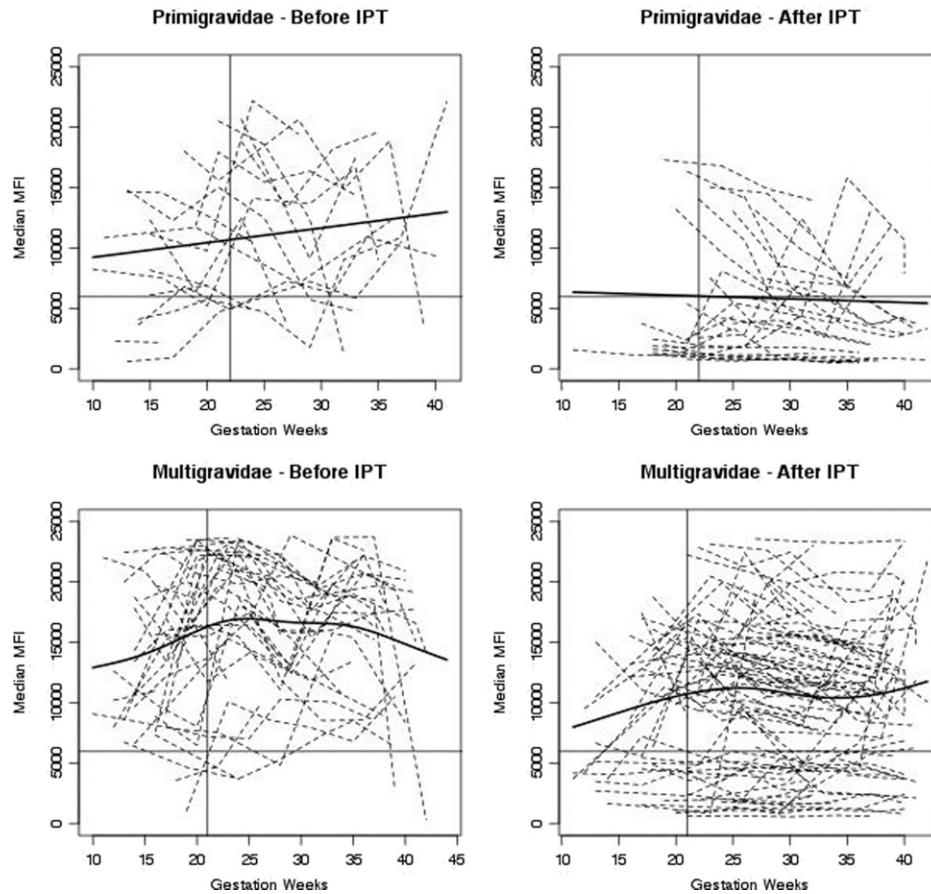 Primigravidae - Before IPT
Primigravidae - After IPT
Median MFI
25000
20000
15000
10000
5000
0
10 15 20 25 30 35 40
Gestation Weeks
Median MFI
25000
20000
15000
10000
5000
0
10 15 20 25 30 35 40
Gestation Weeks
Multigravidae - Before IPT
Multigravidae - After IPT
Median MFI
25000
20000
15000
10000
5000
0
10 15 20 25 30 35 40 45
Gestation Weeks
Median MFI
25000
20000
15000
10000
5000
0
10 15 20 25 30 35 40
Gestation Weeks